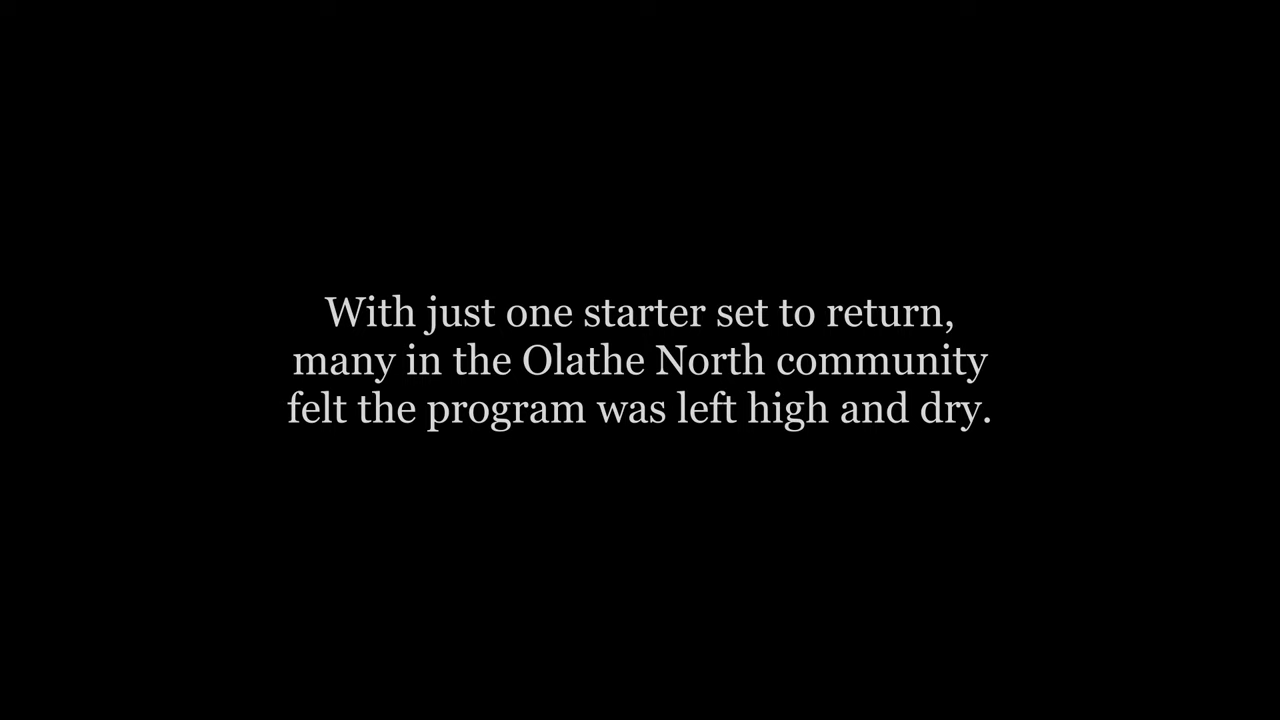 With just one starter set to return,
many in the Olathe North community
felt the program was left high and dry.